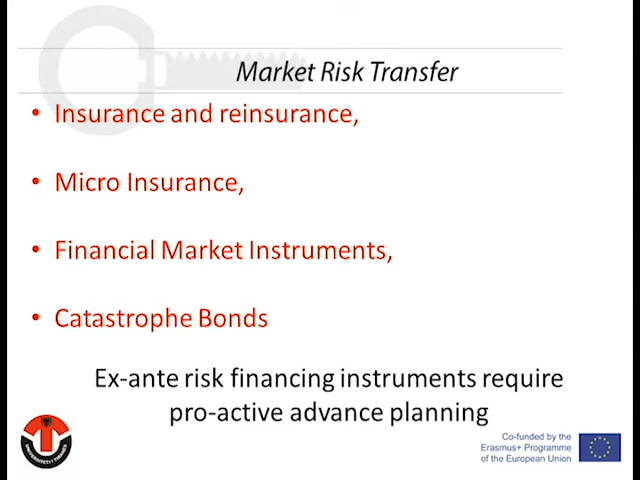 Market Risk Transfer
• Insurance and reinsurance,
• Micro Insurance,
• Financial Market Instruments,
• Catastrophe Bonds
Ex-ante risk financing instruments require
pro-active advance planning
Co-funded by the
Erasmus+ Programme
of the European Union